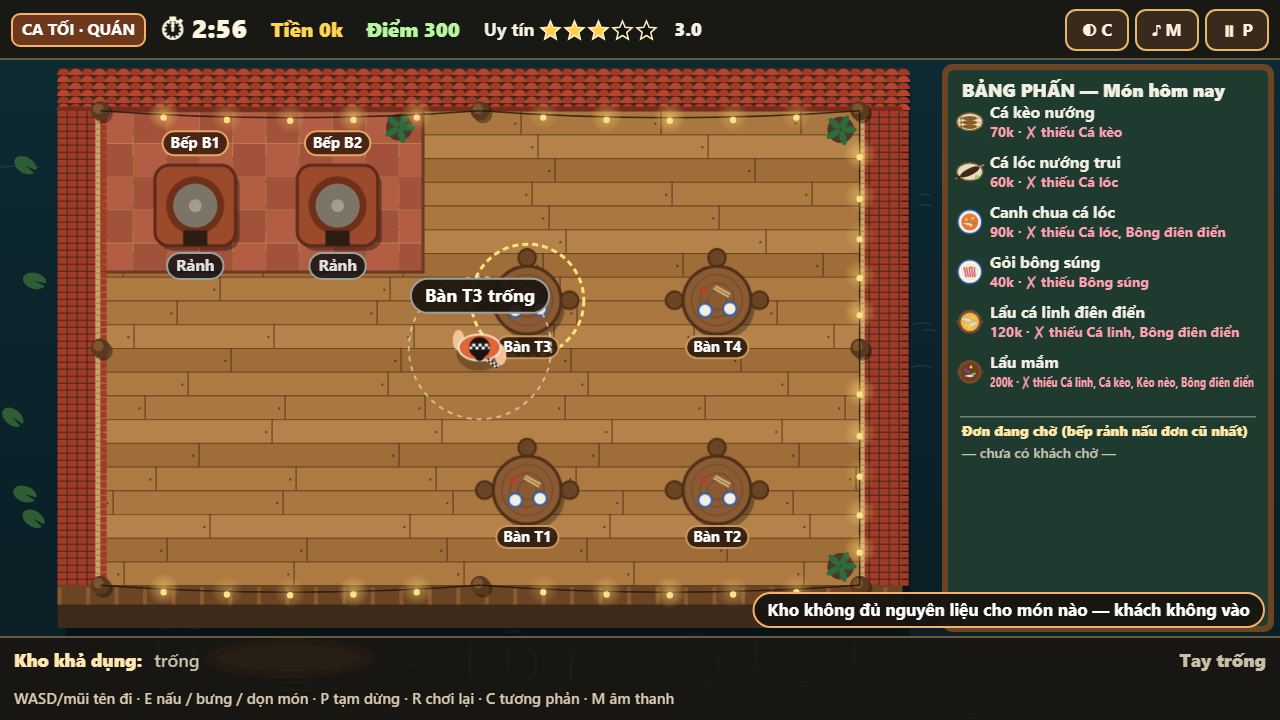 CA TỐI · QUÁN
2:56
Tiền 0k
Điểm 300
Uy tín
3.0
C
♪ M
P
BẢNG PHẤN — Món hôm nay
Cá kèo nướng
70k · ✗ thiếu Cá kèo
Cá lóc nướng trui
60k · ✗ thiếu Cá lóc
Canh chua cá lóc
90k · ✗ thiếu Cá lóc, Bông điên điển
Gỏi bông súng
40k · ✗ thiếu Bông súng
Lẩu cá linh điên điển
120k · ✗ thiếu Cá linh, Bông điên điển
Lẩu mắm
200k · ✗ thiếu Cá linh, Cá kèo, Kèo nèo, Bông điên điển
Đơn đang chờ (bếp rảnh nấu đơn cũ nhất)
— chưa có khách chờ —
Bếp B1
Bếp B2
Rảnh
Rảnh
Bàn T3 trống
Bàn T3
Bàn T4
Bàn T1
Bàn T2
Kho không đủ nguyên liệu cho món nào — khách không vào
Kho khả dụng: trống
Tay trống
WASD/mũi tên đi · E nấu / bưng / dọn món · P tạm dừng · R chơi lại · C tương phản · M âm thanh